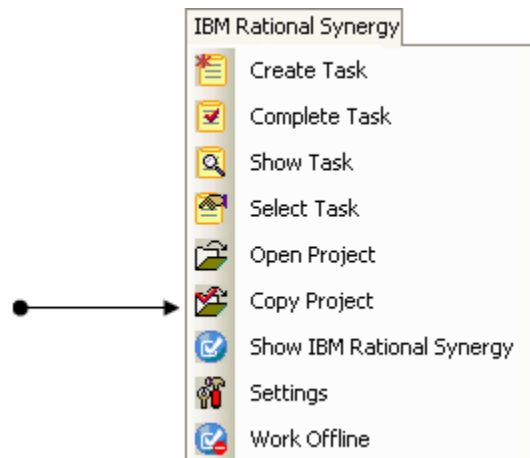 IBM Rational Synergy
Create Task
Complete Task
Show Task
Select Task
Open Project
Copy Project
Show IBM Rational Synergy
Settings
Work Offline